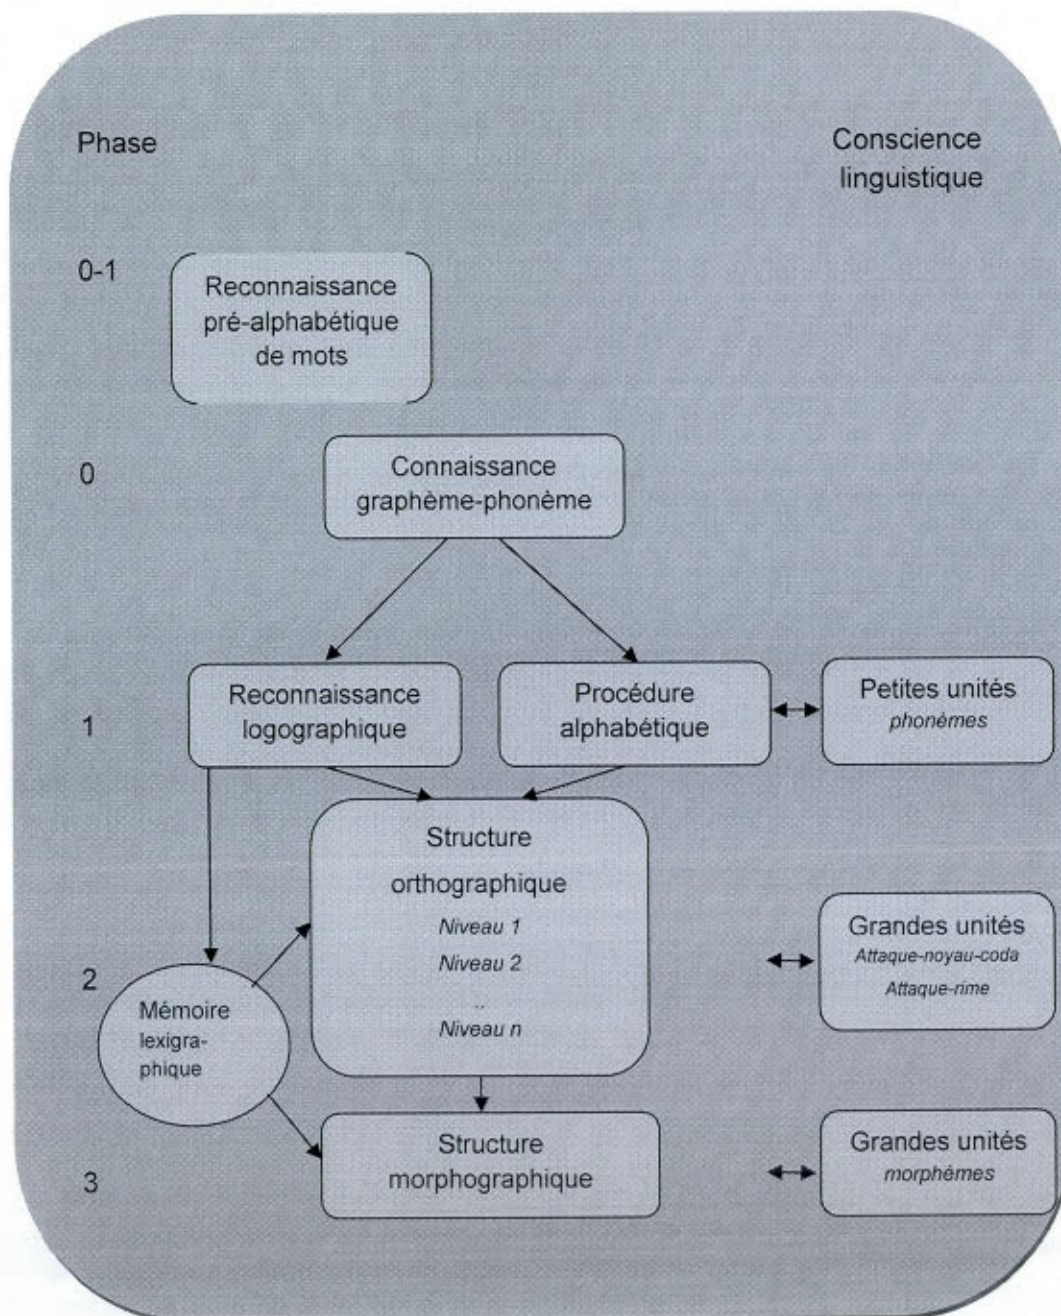 Phase
Conscience
linguistique
0-1
Reconnaissance
pré-alphabétique
de mots
0
Connaissance
graphème-phonème
1
Reconnaissance
logographique
Procédure
alphabétique
Petites unités
phonèmes
Structure
orthographique
Niveau 1
Niveau 2
..
Niveau n
2
Mémoire
lexigra-
phique
Grandes unités
Attaque-noyau-coda
Attaque-rime
3
Structure
morphographique
Grandes unités
morphèmes